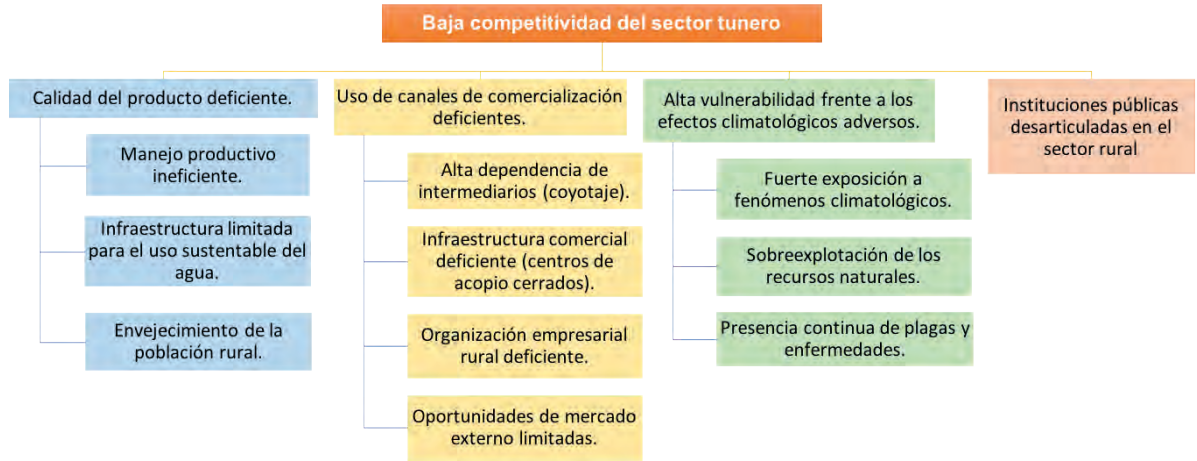 Baja competitividad del sector tunero
Calidad del producto deficiente.
Manejo productivo
ineficiente.
Infraestructura limitada
para el uso sustentable del
agua.
Envejecimiento de la
población rural.
Uso de canales de comercialización
deficientes.
Alta dependencia de
intermediarios (coyotaje).
Infraestructura comercial
deficiente (centros de
acopio cerrados).
Organización empresarial
rural deficiente.
Oportunidades de mercado
externo limitadas.
Alta vulnerabilidad frente a los
efectos climatológicos adversos.
Fuerte exposición a
fenómenos climatológicos.
Sobreexplotación de los
recursos naturales.
Presencia continua de plagas y
enfermedades.
Instituciones públicas
desarticuladas en el
sector rural